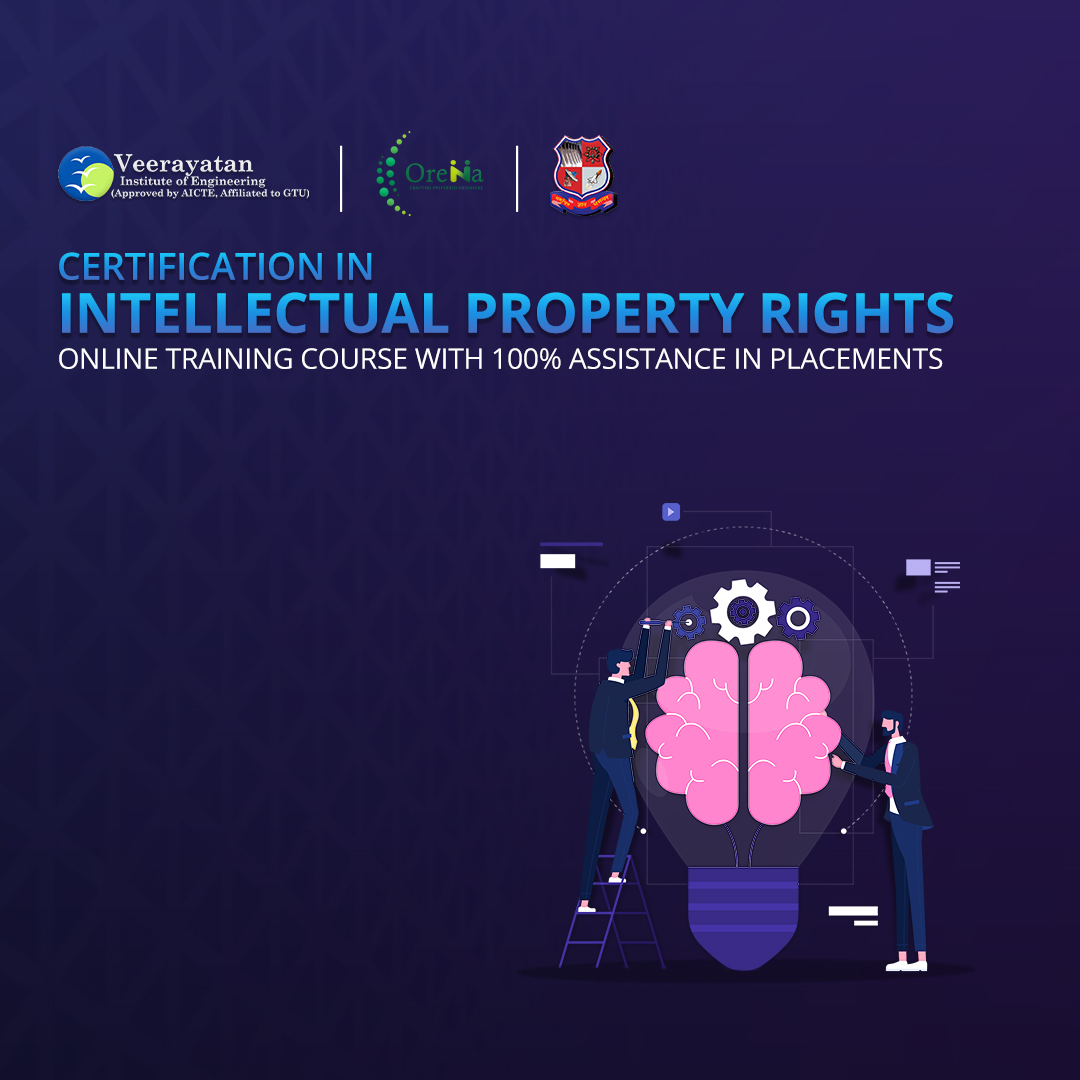 Veerayatan
Institute of Engineering
(Approved by AICTE, Affiliated to GTU)
OreNNa
CERTIFICATION IN
INTELLECTUAL PROPERTY RIGHTS
ONLINE TRAINING COURSE WITH 100% ASSISTANCE IN PLACEMENTS